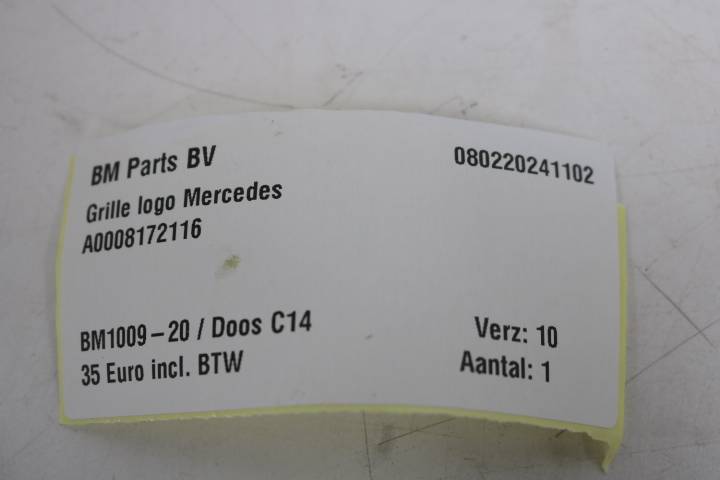 BM Parts BV
080220241102
Grille logo Mercedes
A0008172116
BM1009-20 / Doos C14
Verz: 10
35 Euro incl. BTW
Aantal: 1